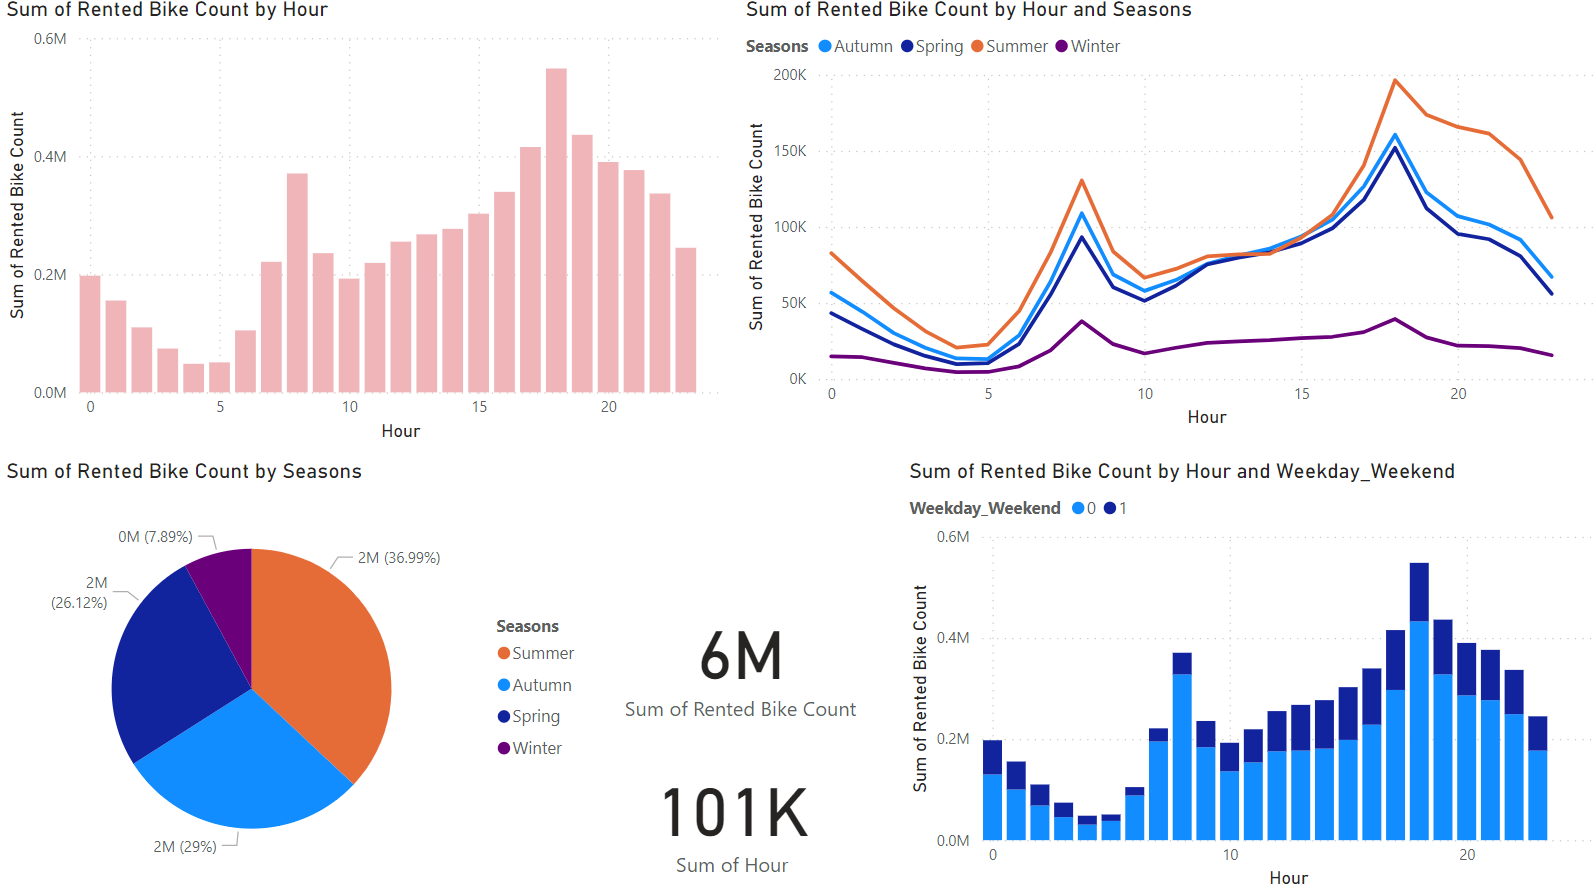 Sum of Rented Bike Count by Hour
0.6M
0.4M
0.2M
0.0M
Sum of Rented Bike Count
0 5 10 15 20
Hour
Sum of Rented Bike Count by Hour and Seasons
Seasons Autumn Spring Summer Winter
200K
150K
100K
50K
0K
Sum of Rented Bike Count
0 5 10 15 20
Hour
Sum of Rented Bike Count by Seasons
0M (7.89%)
2M (36.99%)
2M
(26.12%)
2M (29%)
Seasons
Summer
Autumn
Spring
Winter
6M
Sum of Rented Bike Count
101K
Sum of Hour
Sum of Rented Bike Count by Hour and Weekday_Weekend
Weekday_Weekend 0 1
0.6M
0.4M
0.2M
0.0M
Sum of Rented Bike Count
0 10 20
Hour